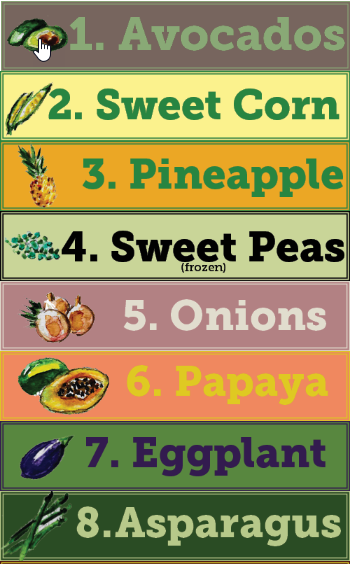 1. Avocados
2. Sweet Corn
3. Pineapple
4. Sweet Peas
(frozen)
5. Onions
6. Papaya
7. Eggplant
8.Asparagus